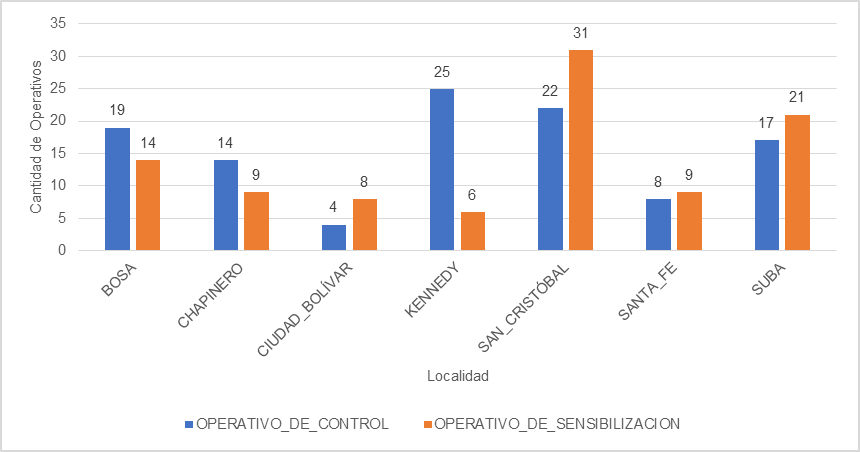 35
30
25
20
15
10
5
0
Cantidad de Operativos
19
14
14
9
4
8
25
6
22
31
8
9
17
21
BOSA
CHAPINERO
CIUDAD_BOLÍVAR
KENNEDY
SAN_CRISTÓBAL
SANTA_FE
SUBA
Localidad
OPERATIVO_DE_CONTROL
OPERATIVO_DE_SENSIBILIZACION